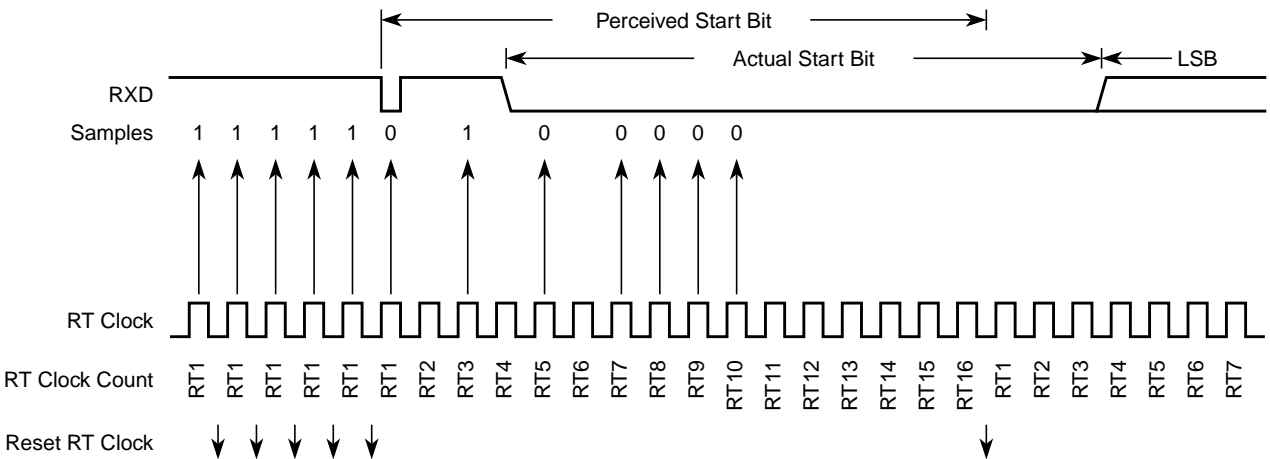 Perceived Start Bit
Actual Start Bit
LSB
RXD
Samples 1 1 1 1 1 0 1 0 0 0 0 0
RT Clock
RT Clock Count RT1 RT1 RT1 RT1 RT1 RT1 RT2 RT3 RT4 RT5 RT6 RT7 RT8 RT9 RT10 RT11 RT12 RT13 RT14 RT15 RT16 RT1 RT2 RT3 RT4 RT5 RT6 RT7
Reset RT Clock